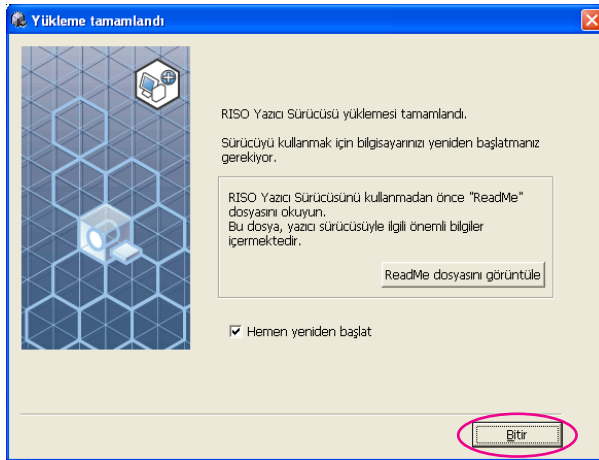 Yükleme tamamlandı
RISO Yazıcı Sürücüsü yüklemesi tamamlandı.
Sürücüyü kullanmak için bilgisayarınızı yeniden başlatmanız
gerekiyor.
RISO Yazıcı Sürücüsünü kullanmadan önce "ReadMe"
dosyasını okuyun.
Bu dosya, yazıcı sürücüsüyle ilgili önemli bilgiler
içermektedir.
ReadMe dosyasını görüntüle
Hemen yeniden başlat
Bitir